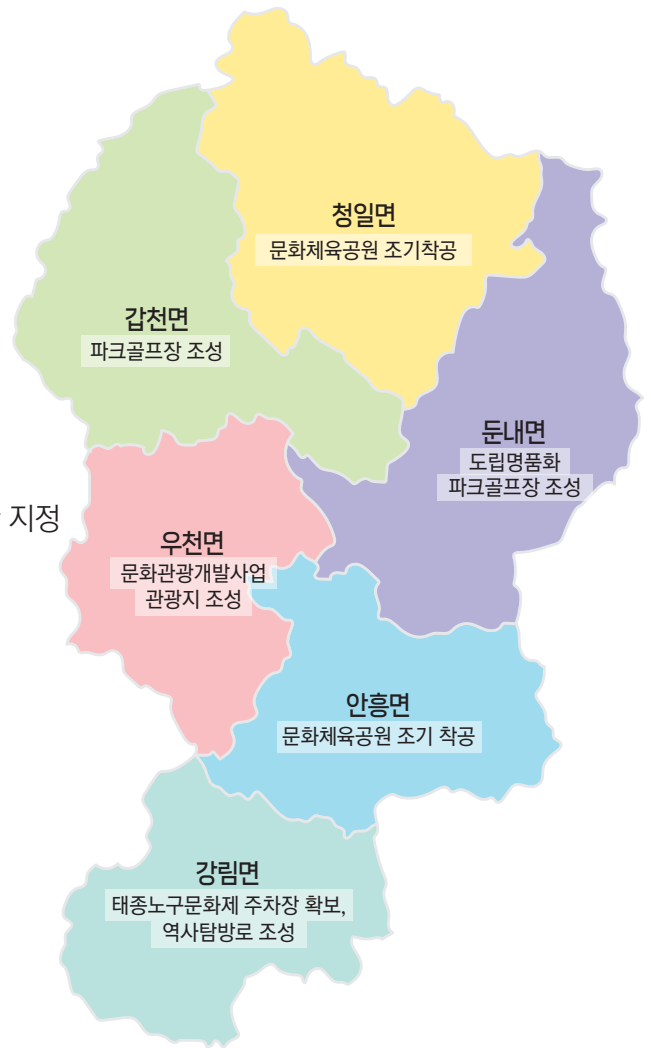 청일면
문화체육공원 조기착공
갑천면
파크골프장 조성
둔내면
도립명품화
파크골프장 조성
지정
우천면
문화관광개발사업
관광지 조성
안흥면
문화체육공원 조기 착공
강림면
태종노구문화제 주차장 확보,
역사탐방로 조성